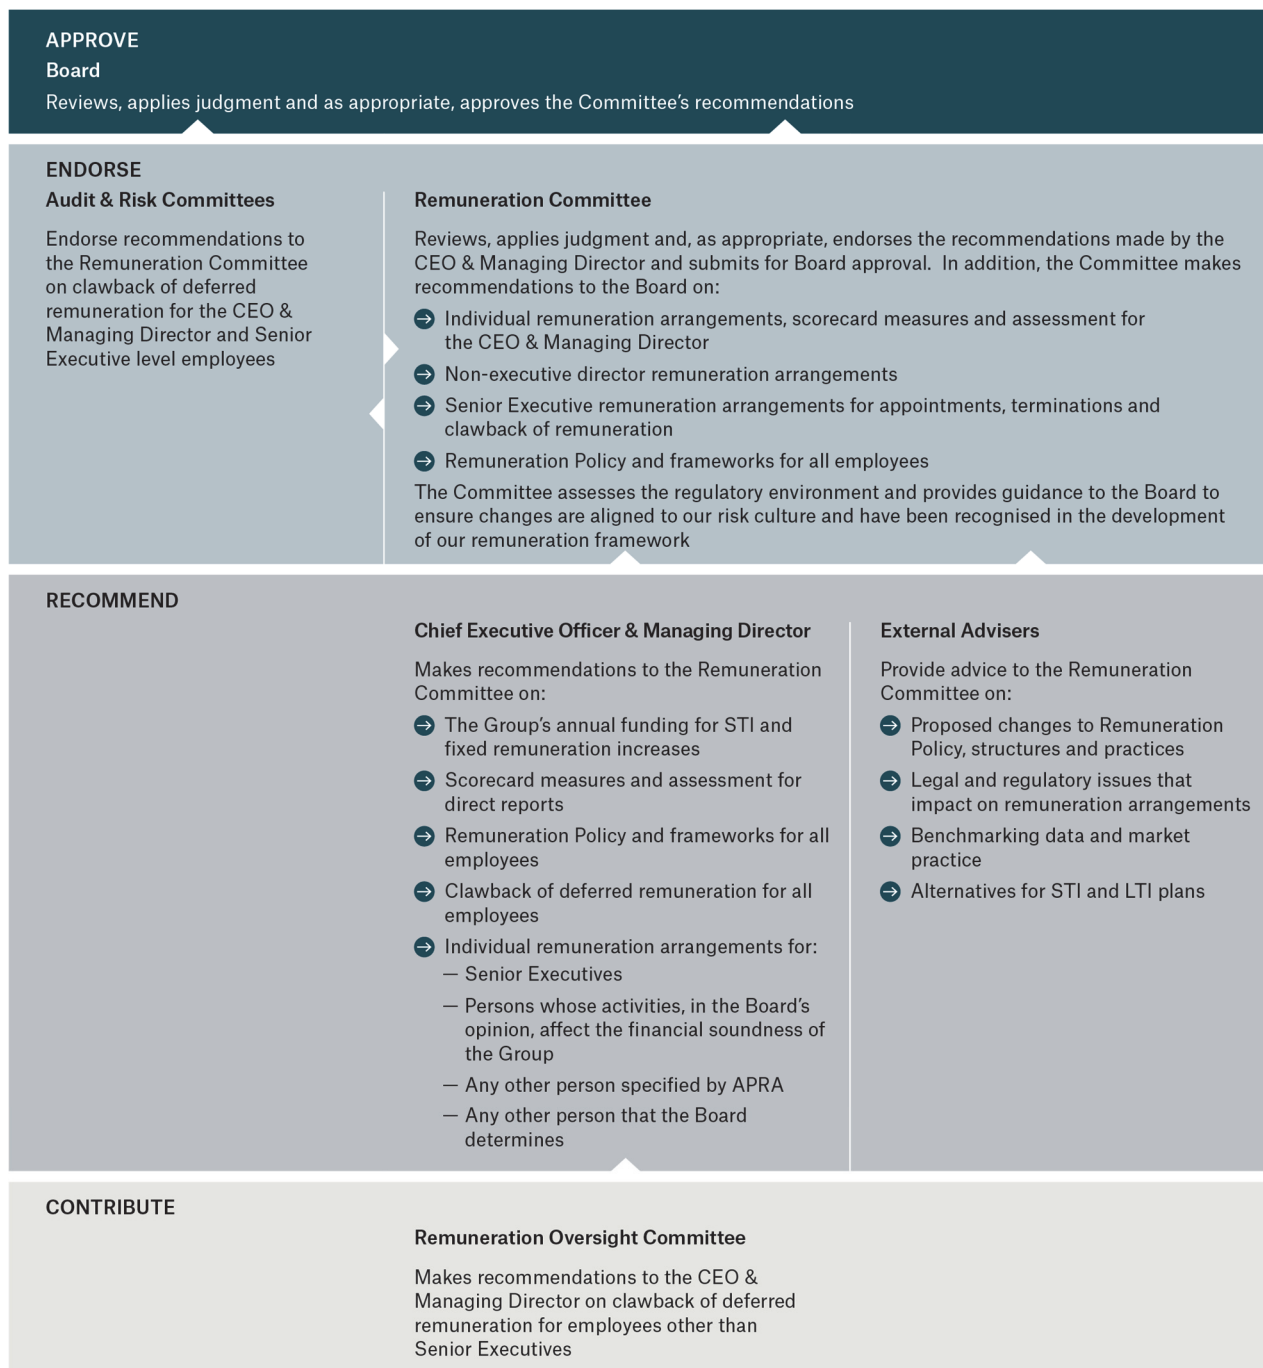 APPROVE
Board
Reviews, applies judgment and as appropriate, approves the Committee's recommendations
ENDORSE
Audit & Risk Committees
Endorse recommendations to
the Remuneration Committee
on clawback of deferred
remuneration for the CEO &
Managing Director and Senior
Executive level employees
Remuneration Committee
Reviews, applies judgment and, as appropriate, endorses the recommendations made by the
CEO & Managing Director and submits for Board approval.  In addition, the Committee makes
recommendations to the Board on:
Individual remuneration arrangements, scorecard measures and assessment for
the CEO & Managing Director
Non-executive director remuneration arrangements
Senior Executive remuneration arrangements for appointments, terminations and
clawback of remuneration
Remuneration Policy and frameworks for all employees
The Committee assesses the regulatory environment and provides guidance to the Board to
ensure changes are aligned to our risk culture and have been recognised in the development
of our remuneration framework
RECOMMEND
Chief Executive Officer & Managing Director
Makes recommendations to the Remuneration
Committee on:
The Group's annual funding for STI and
fixed remuneration increases
Scorecard measures and assessment for
direct reports
Remuneration Policy and frameworks for all
employees
Clawback of deferred remuneration for all
employees
Individual remuneration arrangements for:
— Senior Executives
— Persons whose activities, in the Board's
opinion, affect the financial soundness of
the Group
— Any other person specified by APRA
— Any other person that the Board
determines
External Advisers
Provide advice to the Remuneration
Committee on:
Proposed changes to Remuneration
Policy, structures and practices
Legal and regulatory issues that
impact on remuneration arrangements
Benchmarking data and market
practice
Alternatives for STI and LTI plans
CONTRIBUTE
Remuneration Oversight Committee
Makes recommendations to the CEO &
Managing Director on clawback of deferred
remuneration for employees other than
Senior Executives